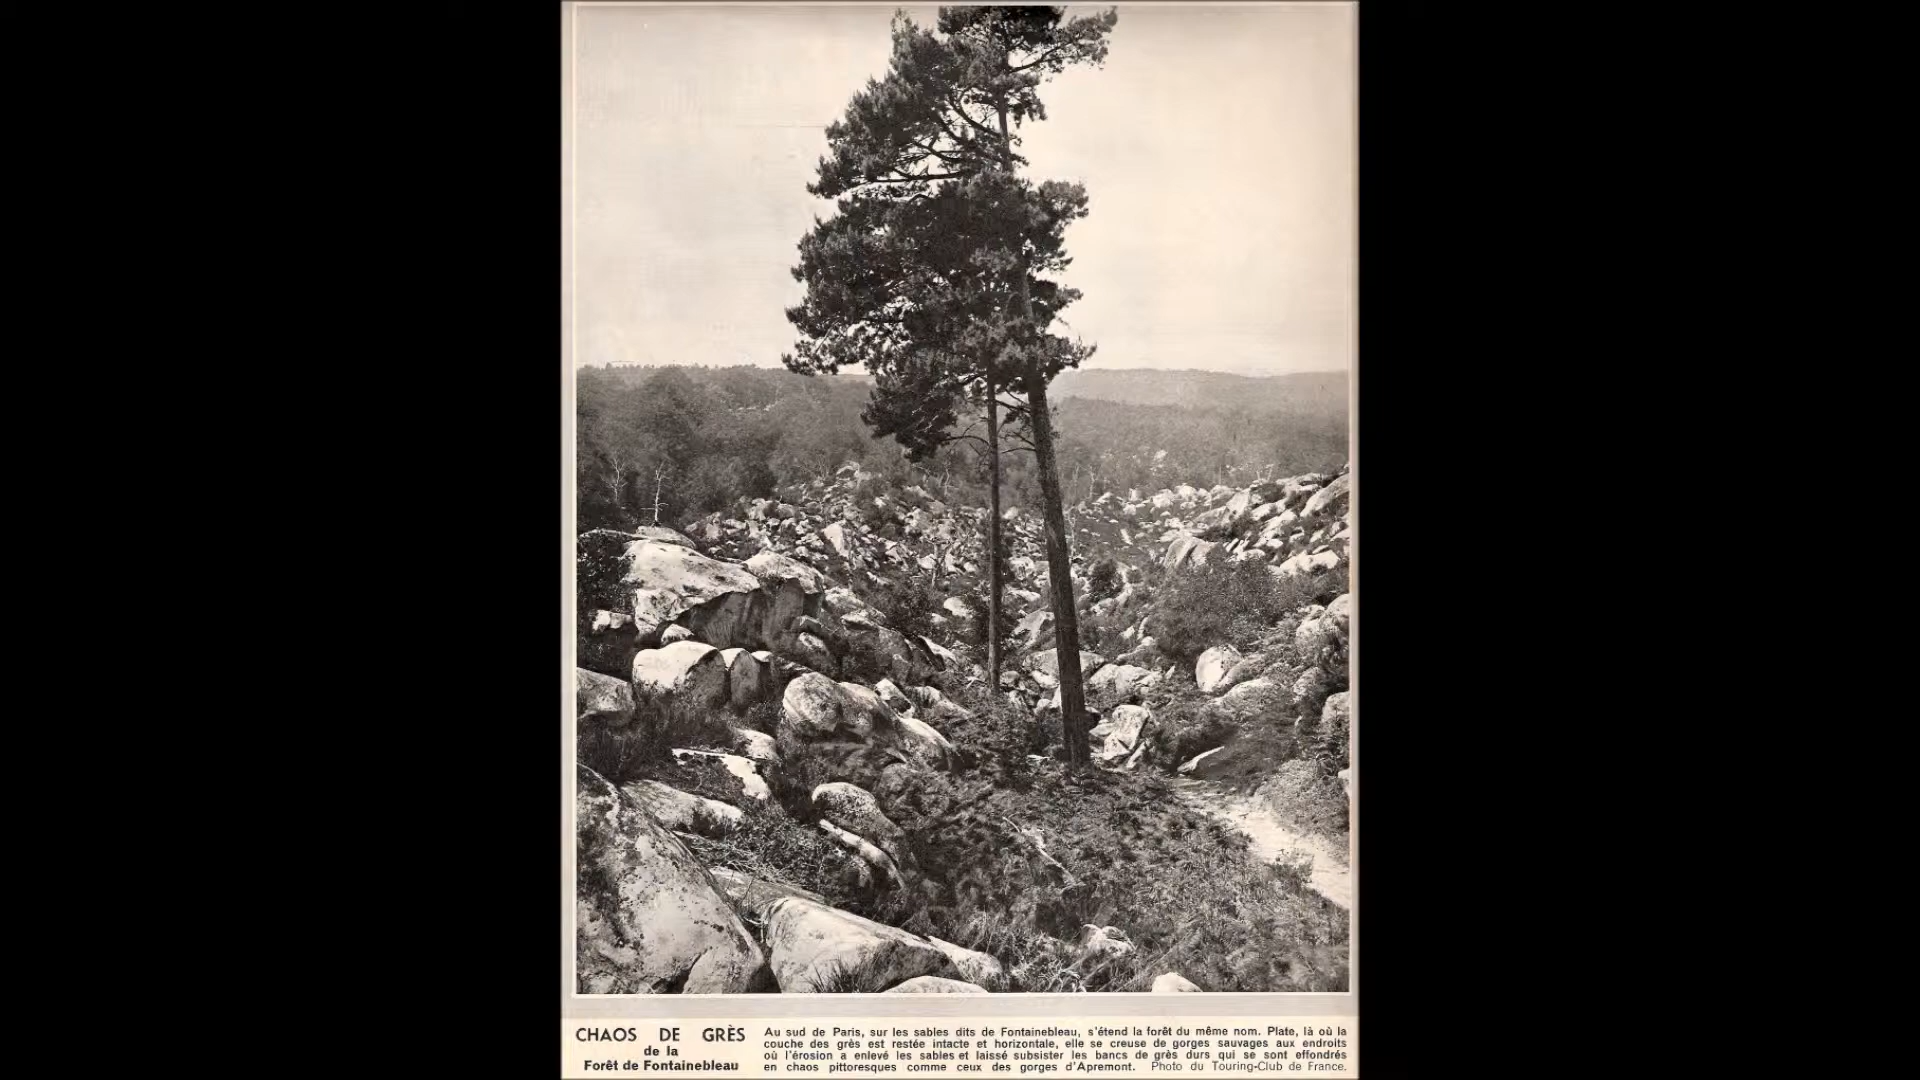 CHAOS DE GRÈS
de la
Forêt de Fontainebleau
Au sud de Paris, sur les sables dits de Fontainebleau, s'étend la forêt du même nom. Plate, là où la
couche des grès est restée intacte et horizontale, elle se creuse de gorges sauvages aux endroits
où l'érosion a enlevé les sables et laissé subsister les bancs de grès durs qui se sont effondrés
en chaos pittoresques comme ceux des gorges d'Apremont. Photo du Touring-Club de France.